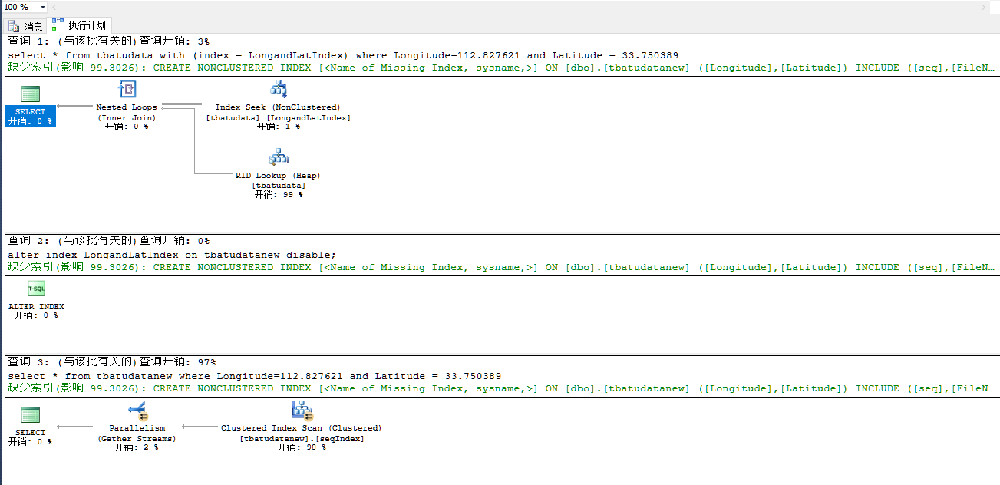 100 %
消息
执行计划
查询 1: (与该批有关的)查询开销: 3%
select * from tbatudata with (index = LongandLatIndex) where Longitude=112.827621 and Latitude = 33.750389
缺少索引(影响 99.3026): CREATE NONCLUSTERED INDEX [<Name of Missing Index, sysname,>] ON [dbo].[tbatudata] ([Longitude],[Latitude]) INCLUDE ([seq],[FileN…
SELECT
开销: 0 %
Nested Loops
(Inner Join)
开销: 0 %
Index Seek (NonClustered)
[tbatudata].[LongandLatIndex]
开销: 1 %
RID Lookup (Heap)
[tbatudata]
开销: 99 %
查询 2: (与该批有关的)查询开销: 0%
alter index LongandLatIndex on tbatudatanew disable;
缺少索引(影响 99.3026): CREATE NONCLUSTERED INDEX [<Name of Missing Index, sysname,>] ON [dbo].[tbatudatanew] ([Longitude],[Latitude]) INCLUDE ([seq],[FileN…
T-SQL
ALTER INDEX
开销: 0 %
查询 3: (与该批有关的)查询开销: 97%
select * from tbatudatanew where Longitude=112.827621 and Latitude = 33.750389
缺少索引(影响 99.3026): CREATE NONCLUSTERED INDEX [<Name of Missing Index, sysname,>] ON [dbo].[tbatudatanew] ([Longitude],[Latitude]) INCLUDE ([seq],[FileN…
SELECT
开销: 0 %
Parallelism
(Gather Streams)
开销: 2 %
Clustered Index Scan (Clustered)
[tbatudatanew].[seqIndex]
开销: 98 %